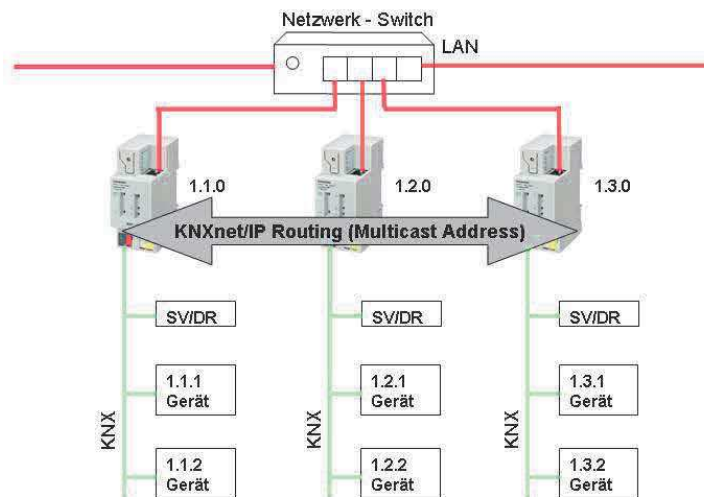 Netzwerk - Switch
LAN
1.1.0
1.2.0
1.3.0
KNXnet/IP Routing (Multicast Address)
SV/DR
SV/DR
SV/DR
1.1.1
Gerät
1.2.1
Gerät
1.3.1
Gerät
KNX
KNX
KNX
1.1.2
Gerät
1.2.2
Gerät
1.3.2
Gerät